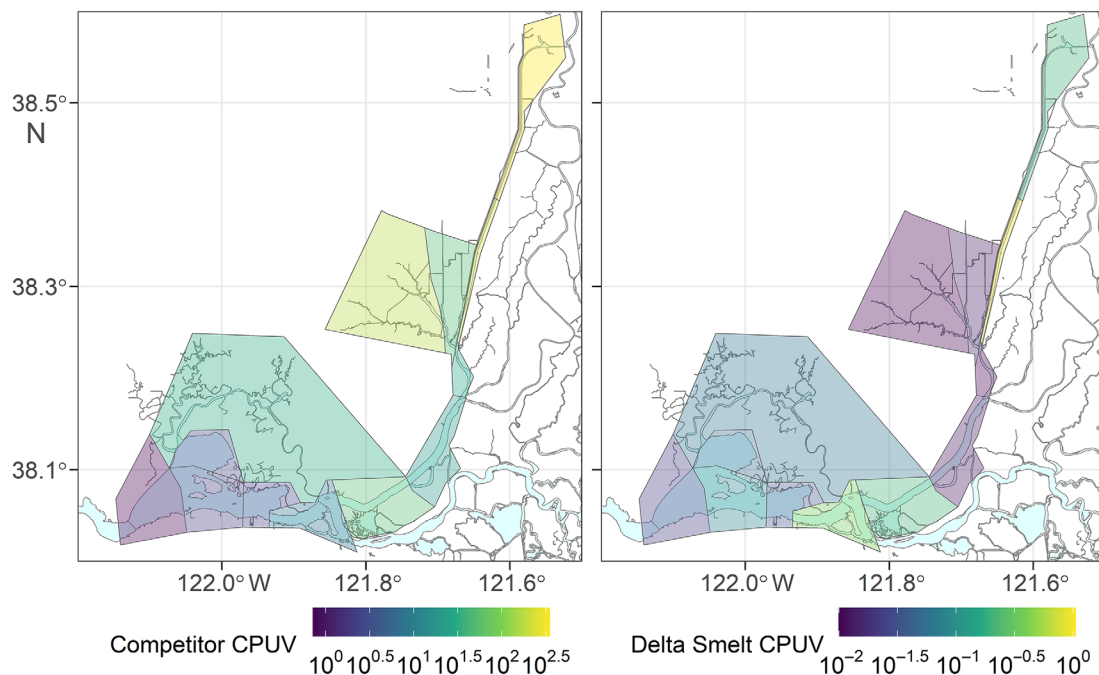 38.5°
N
38.3°
38.1°
122.0°W 121.8° 121.6° 122.0°W 121.8° 121.6°
Competitor CPUV
10^0 10^0.5 10^1 10^1.5 10^2 10^2.5
Delta Smelt CPUV
10^-2 10^-1.5 10^-1 10^-0.5 10^0